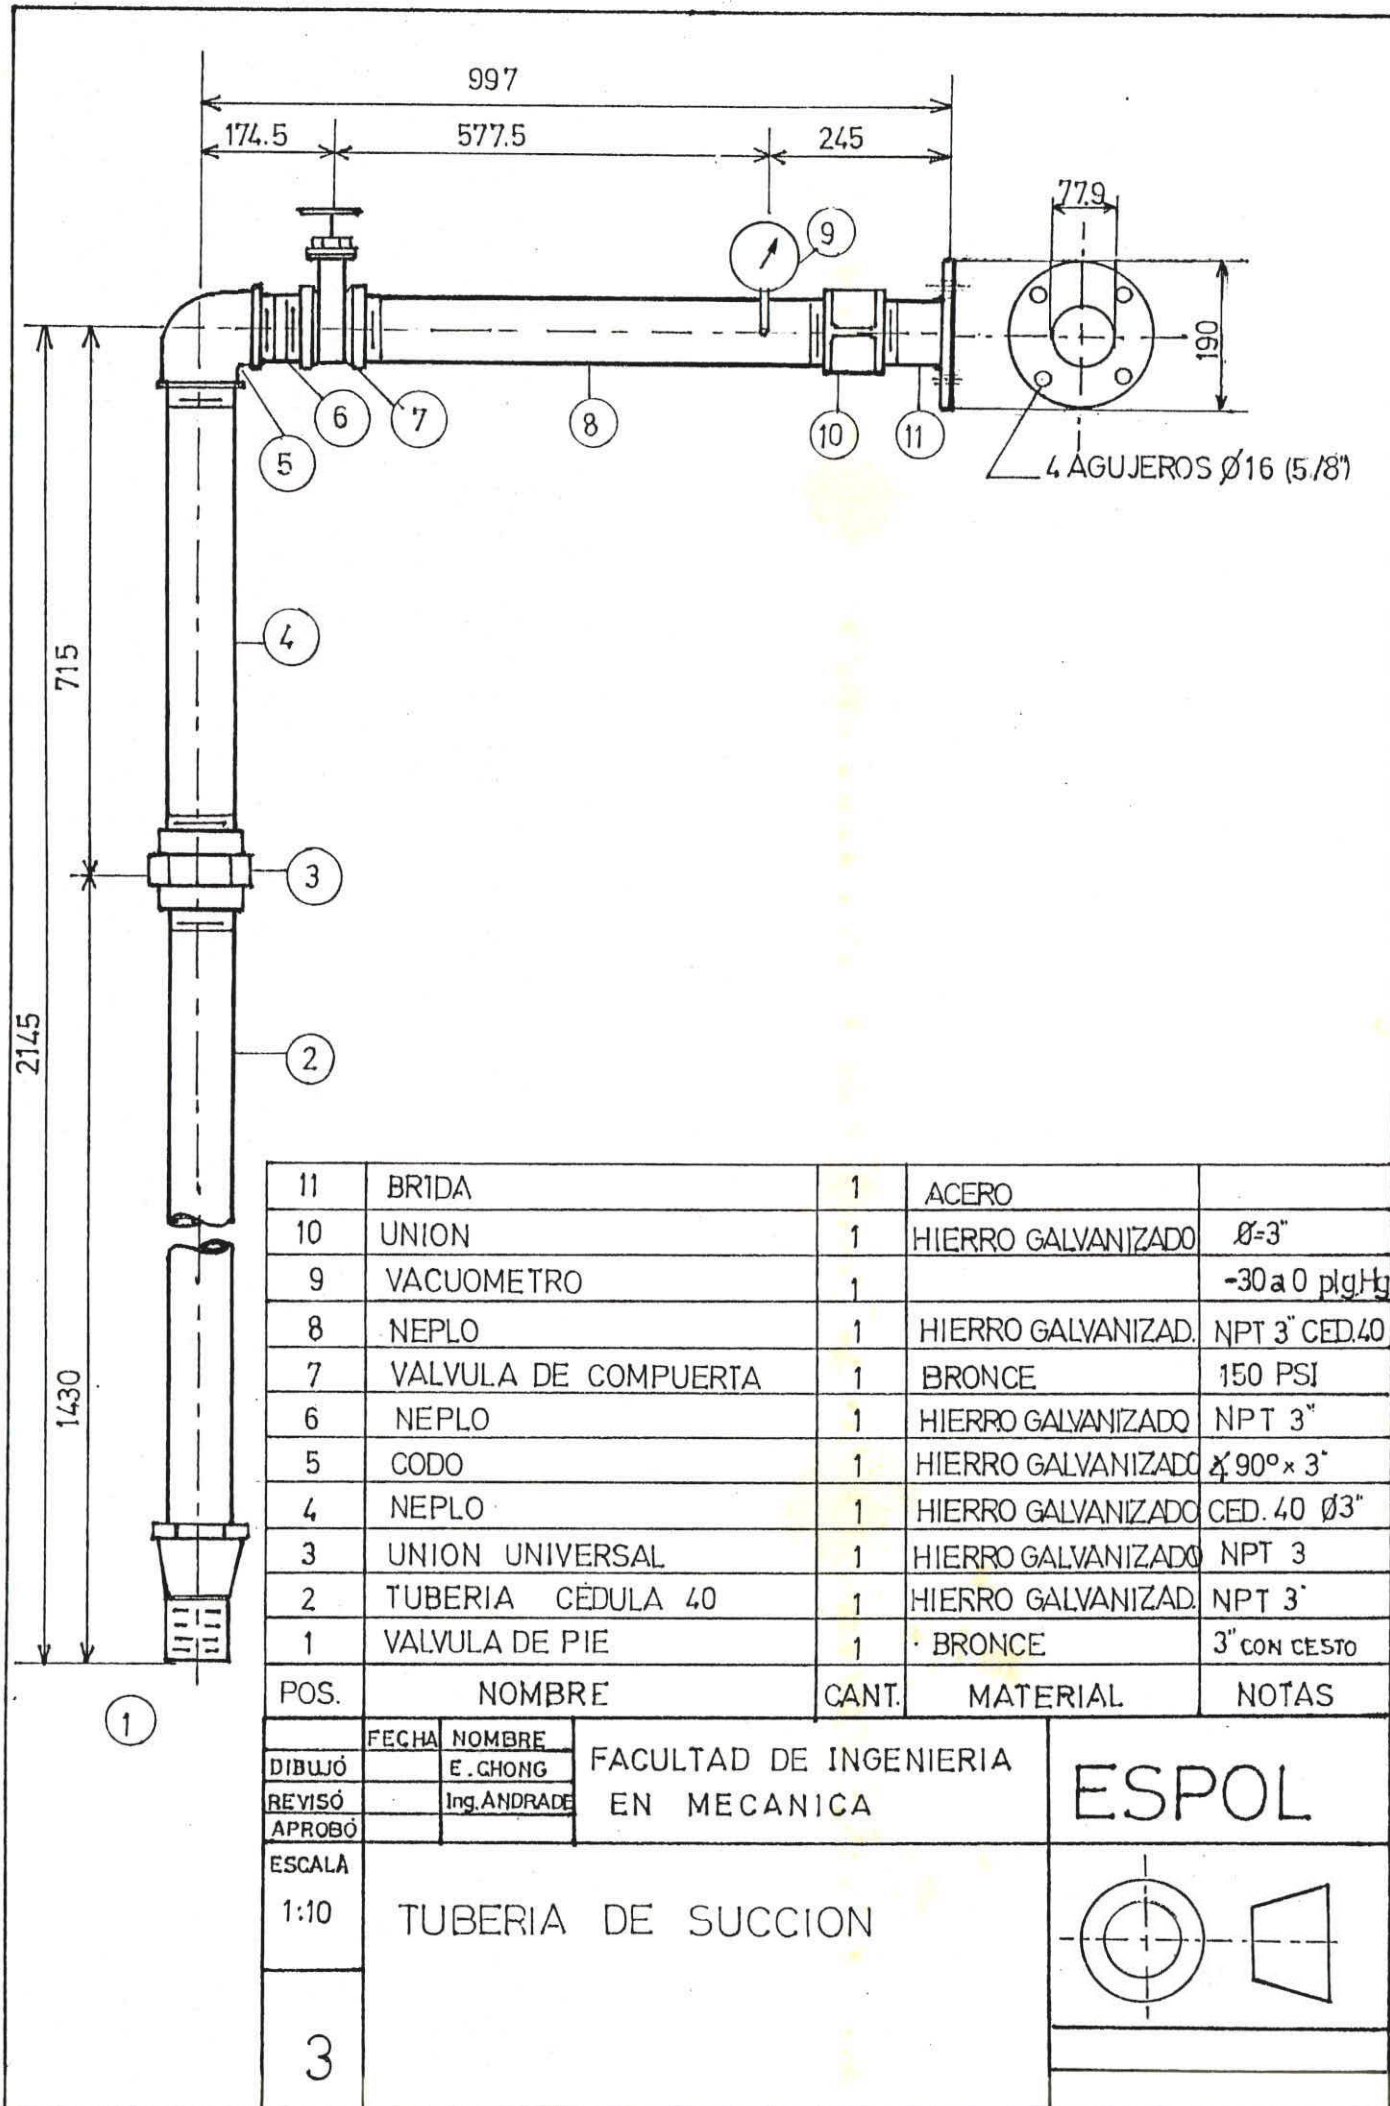 997
174.5 577.5 245
77.9
9
190
6 7 8 10 11
5
4 AGUJEROS Ø16 (5/8")
4
715
3
2145
2
1430
1
11 BRIDA 1 ACERO
10 UNION 1 HIERRO GALVANIZADO Ø=3"
9 VACUOMETRO 1 -30 a 0 plg.Hg
8 NEPLO 1 HIERRO GALVANIZAD. NPT 3" CED.40
7 VALVULA DE COMPUERTA 1 BRONCE 150 PSI
6 NEPLO 1 HIERRO GALVANIZADO NPT 3"
5 CODO 1 HIERRO GALVANIZADO ∡ 90° x 3"
4 NEPLO 1 HIERRO GALVANIZADO CED. 40 Ø3"
3 UNION UNIVERSAL 1 HIERRO GALVANIZADO NPT 3
2 TUBERIA CEDULA 40 1 HIERRO GALVANIZAD. NPT 3"
1 VALVULA DE PIE 1 BRONCE 3" CON CESTO
POS. NOMBRE CANT. MATERIAL NOTAS
FECHA NOMBRE
DIBUJÓ E. CHONG
REVISÓ Ing. ANDRADE
APROBÓ
FACULTAD DE INGENIERIA
EN MECANICA
ESPOL
ESCALA
1:10
TUBERIA DE SUCCION
3